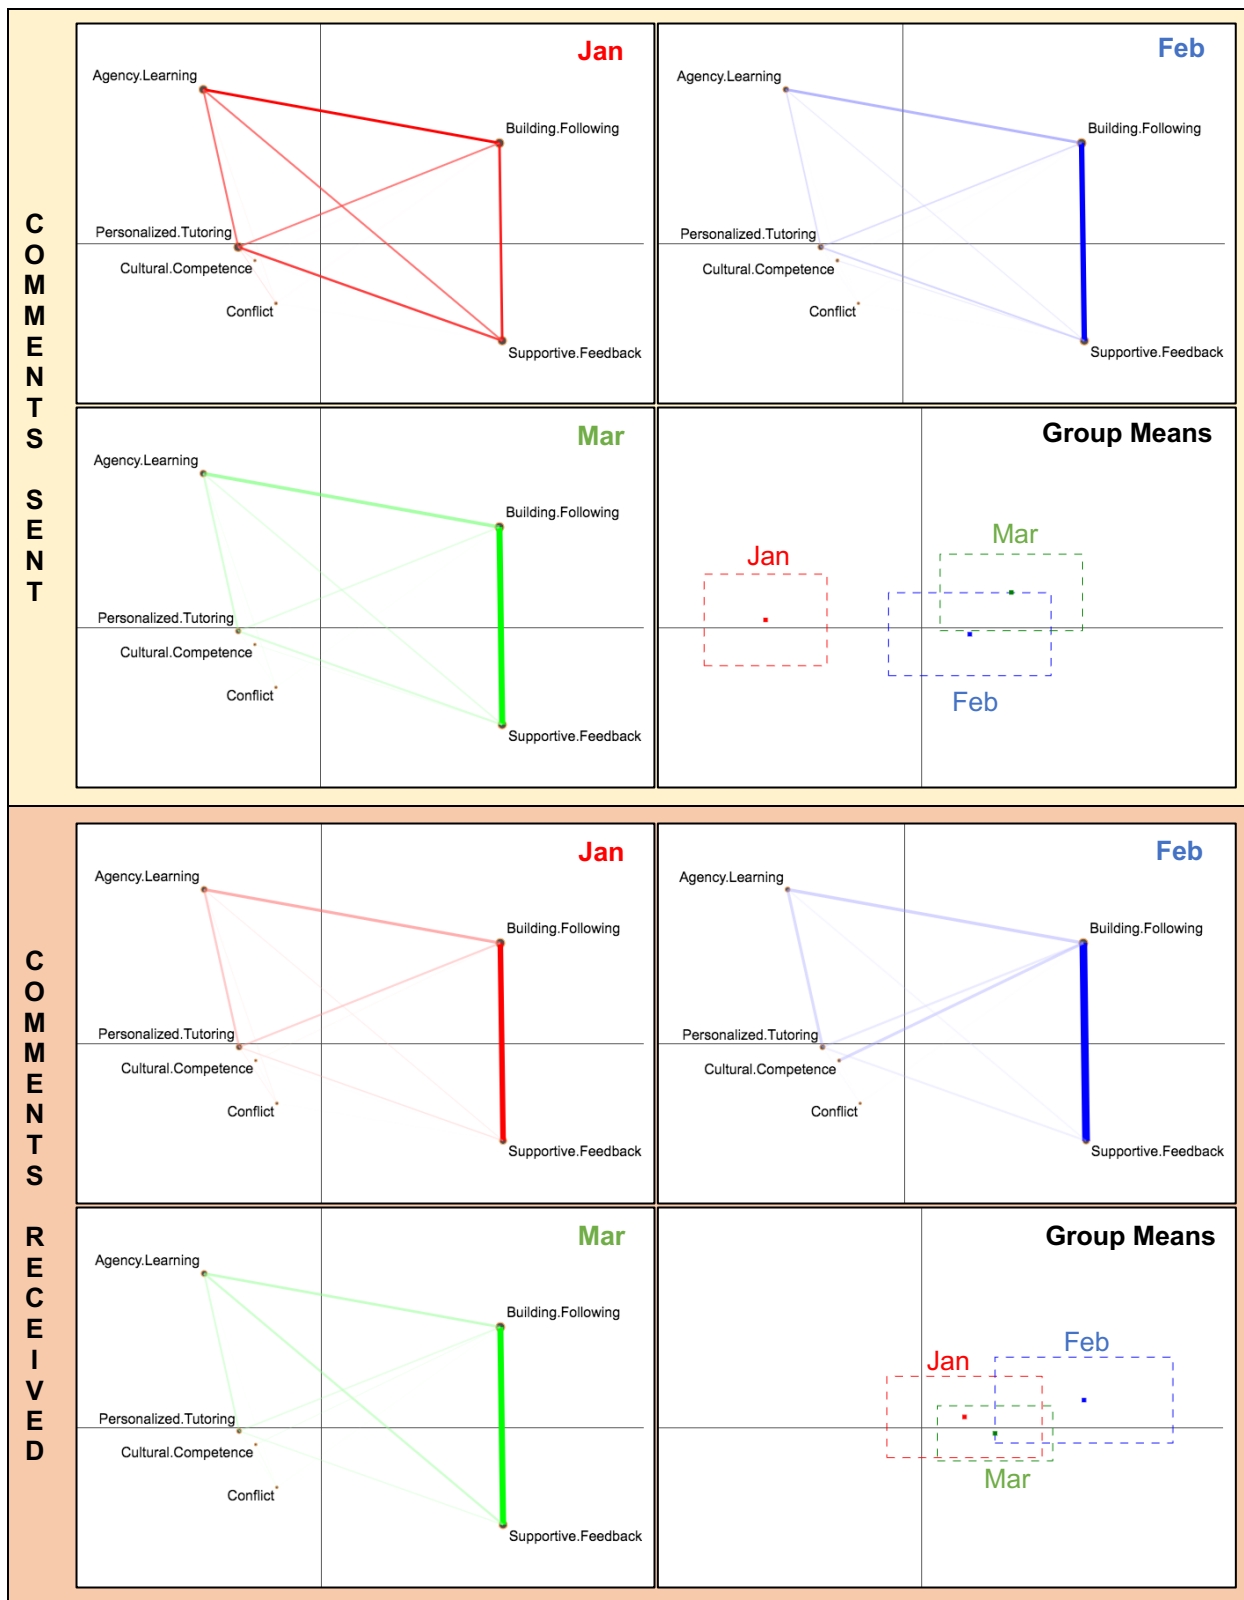 COMMENTS SENT
Jan
Agency.Learning
Building.Following
Personalized.Tutoring
Cultural.Competence
Conflict
Supportive.Feedback
Feb
Agency.Learning
Building.Following
Personalized.Tutoring
Cultural.Competence
Conflict
Supportive.Feedback
Mar
Agency.Learning
Building.Following
Personalized.Tutoring
Cultural.Competence
Conflict
Supportive.Feedback
Group Means
Mar
Jan
Feb
COMMENTS RECEIVED
Jan
Agency.Learning
Building.Following
Personalized.Tutoring
Cultural.Competence
Conflict
Supportive.Feedback
Feb
Agency.Learning
Building.Following
Personalized.Tutoring
Cultural.Competence
Conflict
Supportive.Feedback
Mar
Agency.Learning
Building.Following
Personalized.Tutoring
Cultural.Competence
Conflict
Supportive.Feedback
Group Means
Feb
Jan
Mar